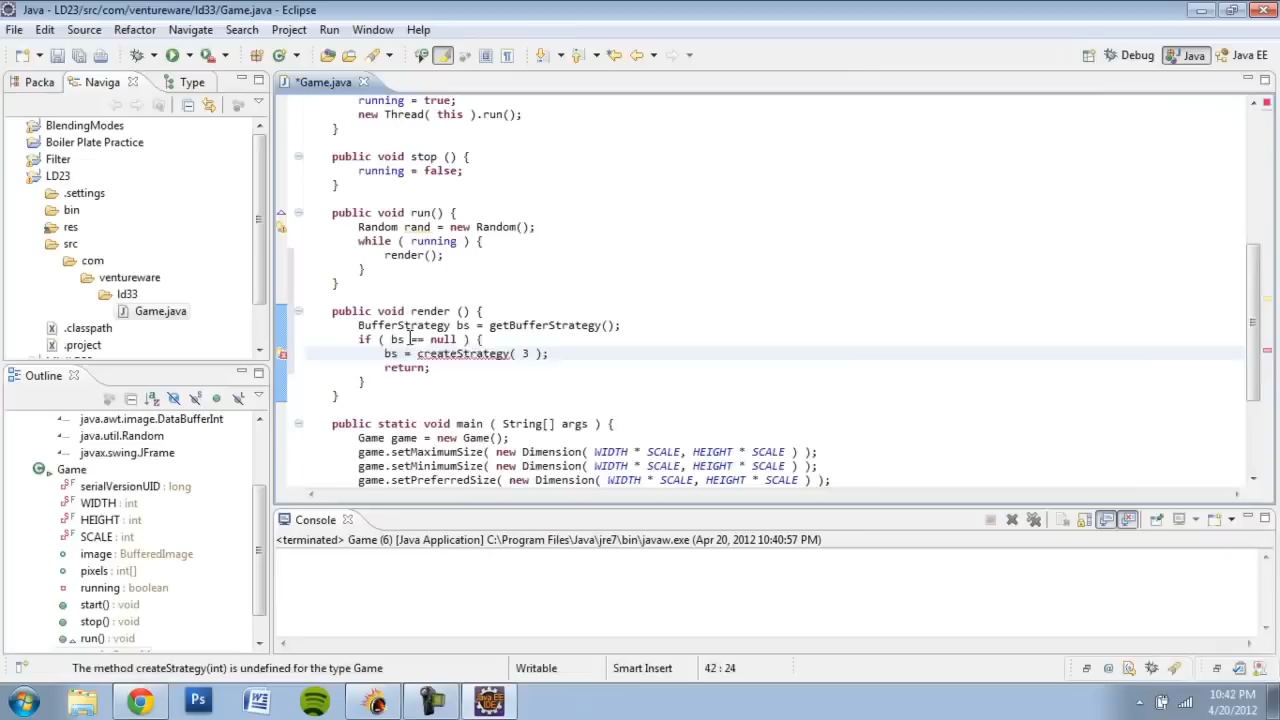 Java - LD23/src/com/ventureware/ld33/Game.java - Eclipse
File Edit Source Refactor Navigate Search Project Run Window Help
Debug Java Java EE
Packa Naviga Type
*Game.java
BlendingModes
Boiler Plate Practice
Filter
LD23
.settings
bin
res
src
com
ventureware
ld33
Game.java
.classpath
.project
running = true;
new Thread( this ).run();
}
public void stop () {
running = false;
}
public void run() {
Random rand = new Random();
while ( running ) {
render();
}
}
public void render () {
BufferStrategy bs = getBufferStrategy();
if ( bs == null ) {
bs = createStrategy( 3 );
return;
}
}
public static void main ( String[] args ) {
Game game = new Game();
game.setMaximumSize( new Dimension( WIDTH * SCALE, HEIGHT * SCALE ) );
game.setMinimumSize( new Dimension( WIDTH * SCALE, HEIGHT * SCALE ) );
game.setPreferredSize( new Dimension( WIDTH * SCALE, HEIGHT * SCALE ) );
Outline
java.awt.image.DataBufferInt
java.util.Random
javax.swing.JFrame
Game
serialVersionUID : long
WIDTH : int
HEIGHT : int
SCALE : int
image : BufferedImage
pixels : int[]
running : boolean
start() : void
stop() : void
run() : void
Console
<terminated> Game (6) [Java Application] C:\Program Files\Java\jre7\bin\javaw.exe (Apr 20, 2012 10:40:57 PM)
The method createStrategy(int) is undefined for the type Game
Writable
Smart Insert
42 : 24
Ps
W
Java EE
IDE
10:42 PM
4/20/2012